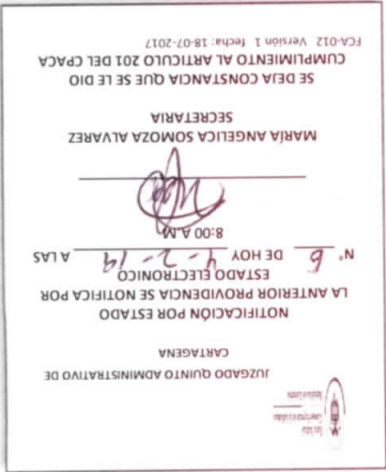 JUZGADO QUINTO ADMINISTRATIVO DE
CARTAGENA
NOTIFICACIÓN POR ESTADO
LA ANTERIOR PROVIDENCIA SE NOTIFICA POR
ESTADO ELECTRONICO
N° 6 DE HOY 4-2-19 A LAS
8:00 A.M
MARÍA ANGELICA SOMOZA ALVAREZ
SECRETARIA
SE DEJA CONSTANCIA QUE SE LE DIO
CUMPLIMIENTO AL ARTICULO 201 DEL CPACA
FCA-012 Versión 1 fecha: 18-07-2017